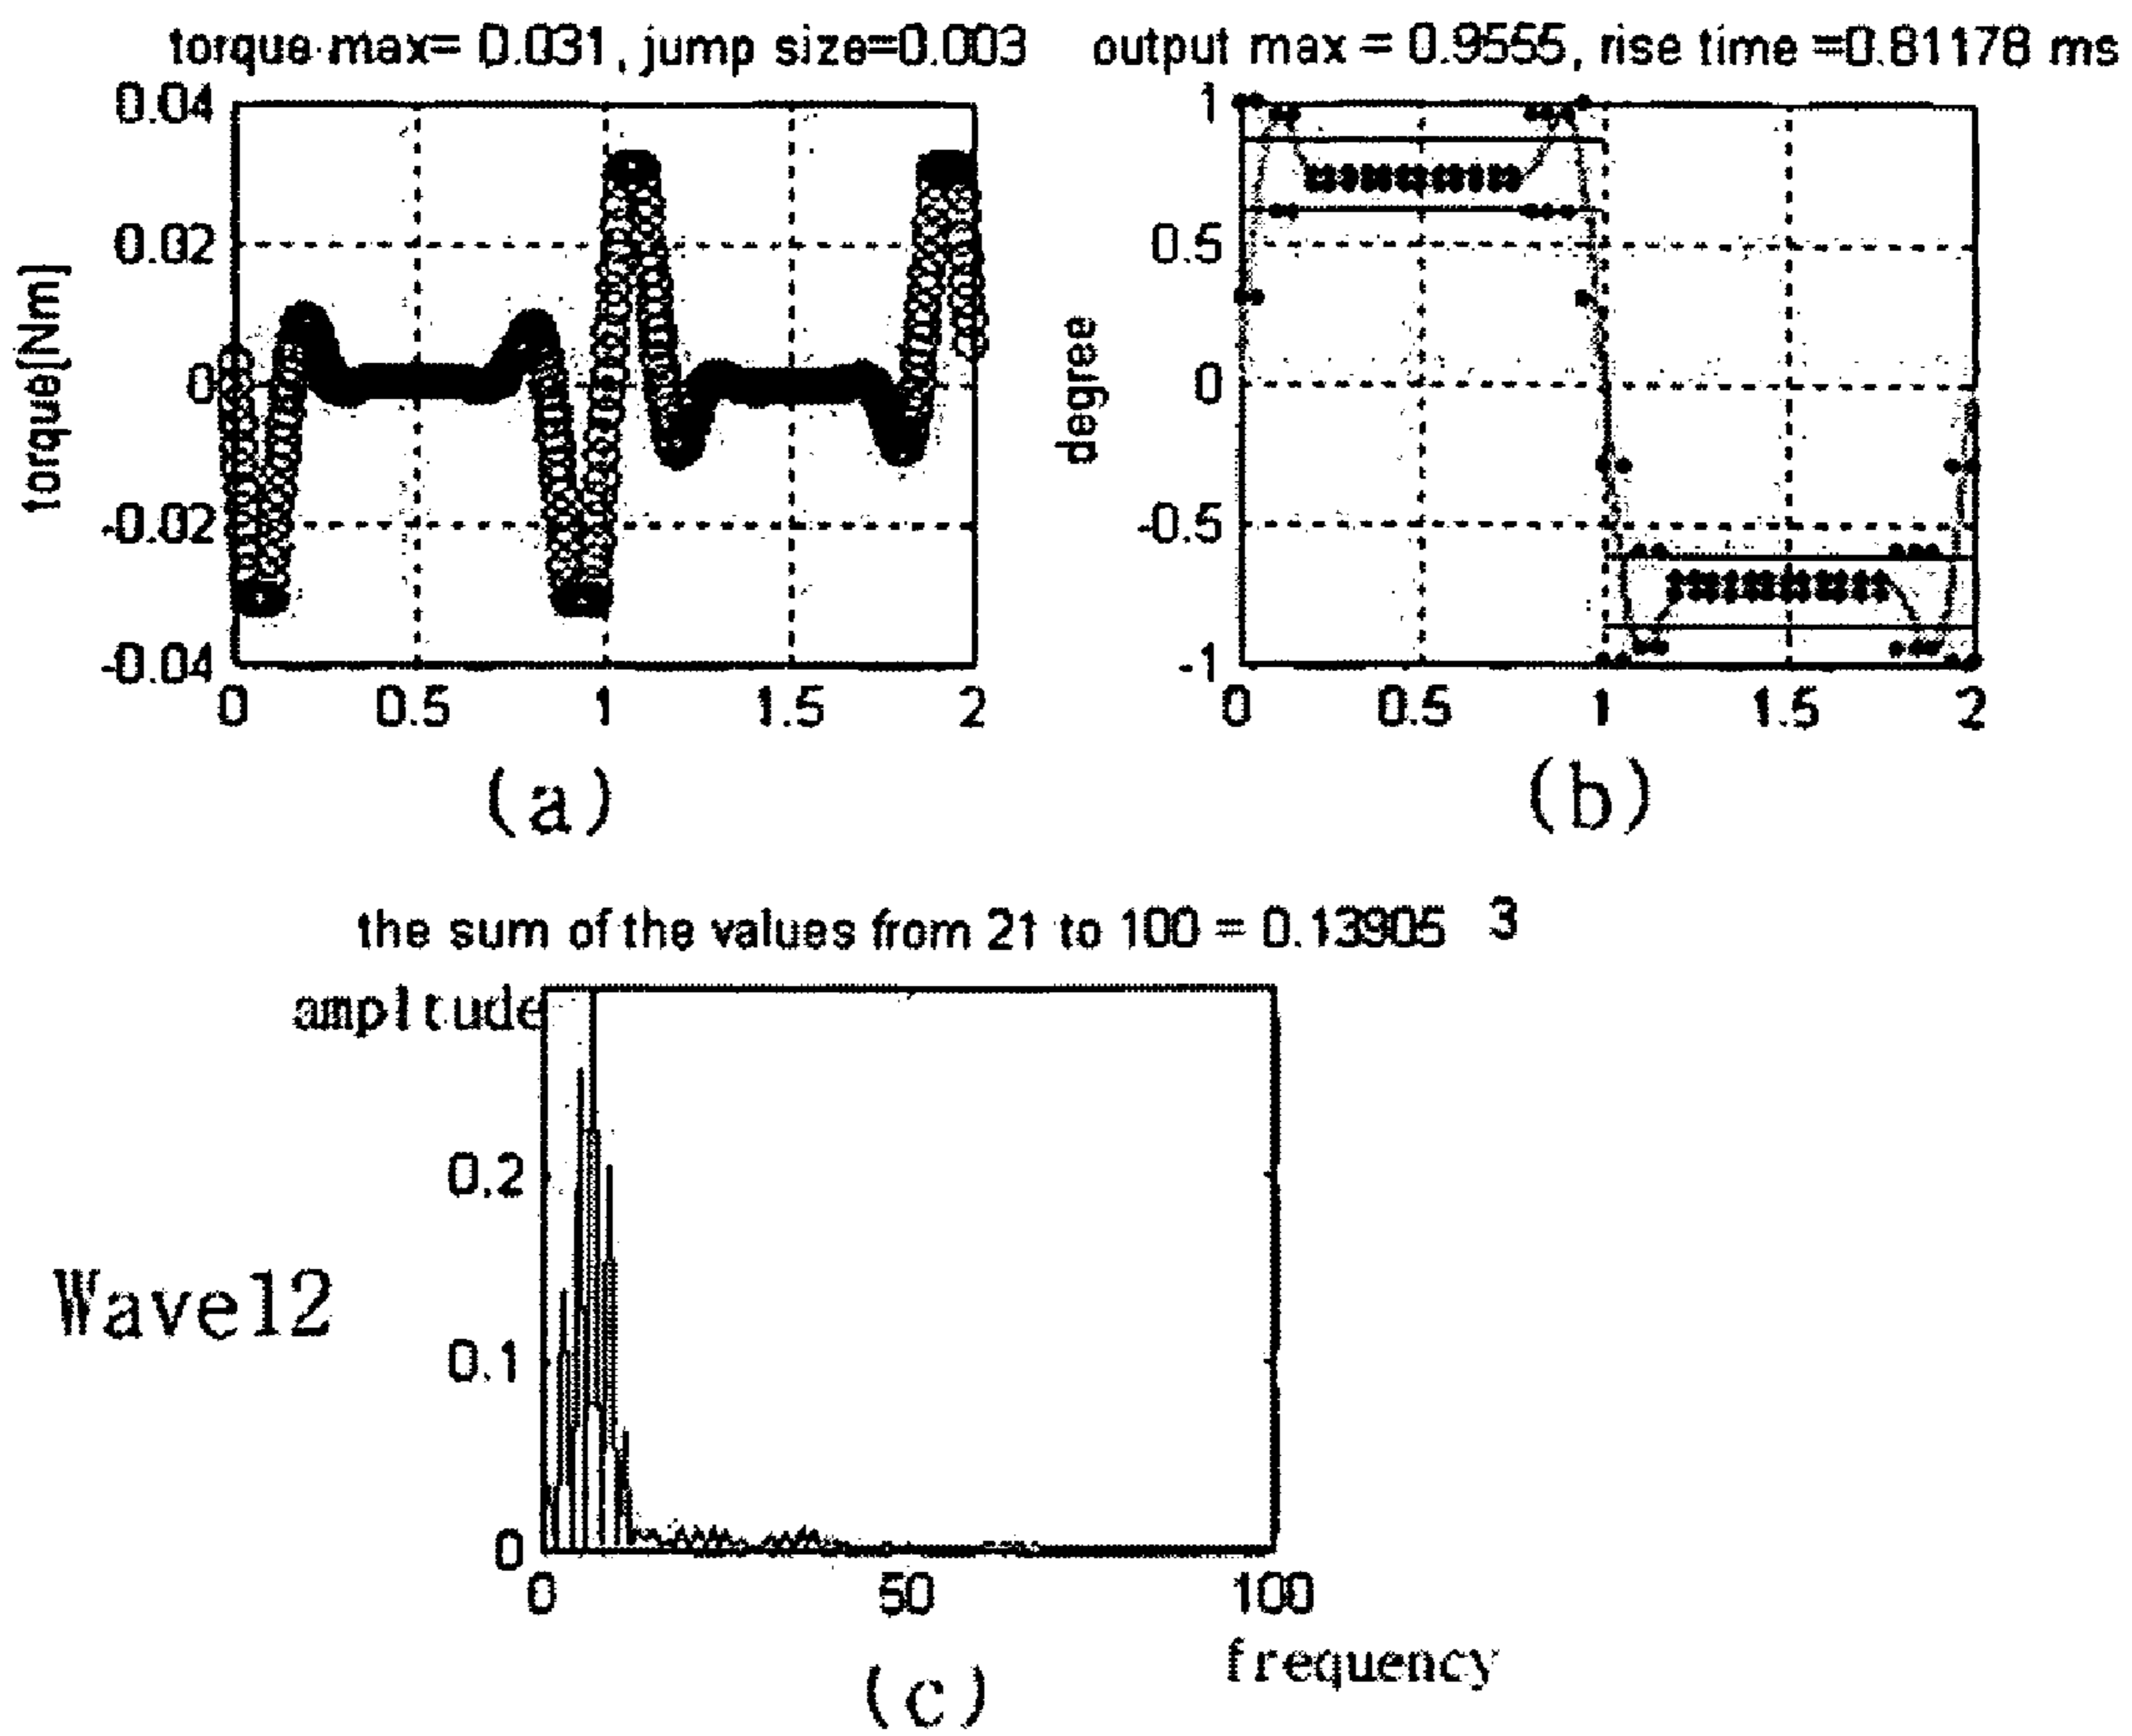 torque max= 0.031, jump size=0.003
output max = 0.9555, rise time =0.81178 ms
0.04
0.02
0
-0.02
-0.04
torque[Nm]
0 0.5 1 1.5 2
(a)
1
0.5
0
-0.5
-1
degree
0 0.5 1 1.5 2
(b)
the sum of the values from 21 to 100 = 0.13905 3
amplitude
0.2
0.1
0
Wave12
0 50 100
frequency
(c)